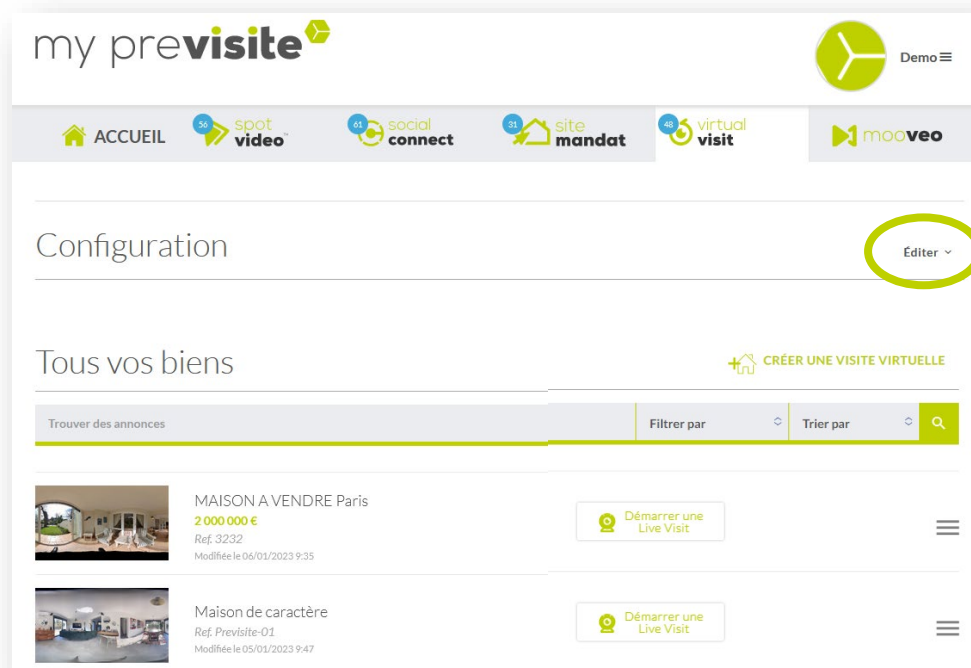 my previsite
Demo
ACCUEIL
56 spot
video™
61 social
connect
31 site
mandat
48 virtual
visit
mooveo
Configuration
Éditer
Tous vos biens
CRÉER UNE VISITE VIRTUELLE
Trouver des annonces
Filtrer par
Trier par
MAISON A VENDRE Paris
2 000 000 €
Ref. 3232
Modifiée le 06/01/2023 9:35
Démarrer une
Live Visit
Maison de caractère
Ref. Previsite-01
Modifiée le 05/01/2023 9:47
Démarrer une
Live Visit